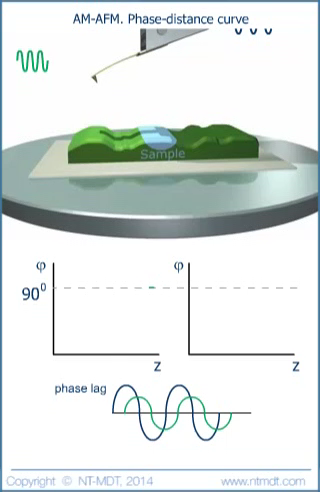 AM-AFM. Phase-distance curve
Sample
φ
φ
90⁰
z
z
phase lag
Copyright © NT-MDT, 2014
www.ntmdt.com